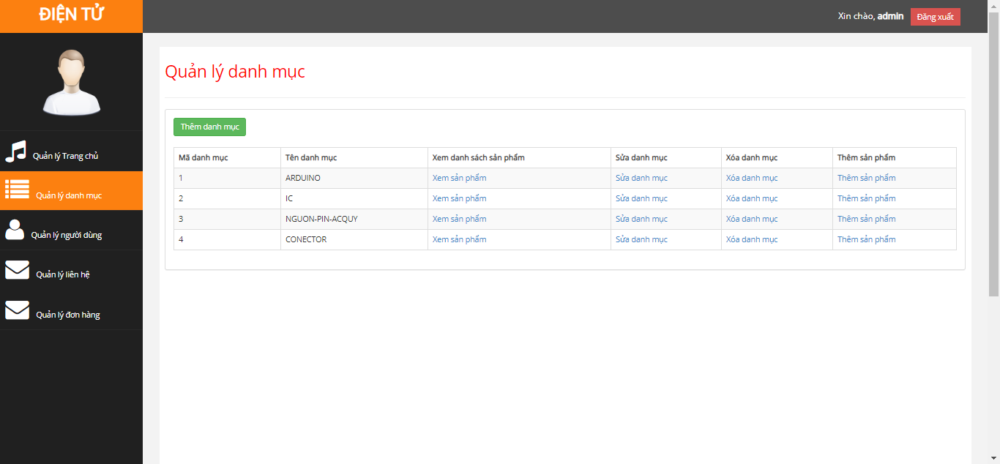 ĐIỆN TỬ
Xin chào, admin Đăng xuất
Quản lý danh mục
Thêm danh mục
Quản lý Trang chủ
Quản lý danh mục
Quản lý người dùng
Quản lý liên hệ
Quản lý đơn hàng
Mã danh mục Tên danh mục Xem danh sách sản phẩm Sửa danh mục Xóa danh mục Thêm sản phẩm
1 ARDUINO Xem sản phẩm Sửa danh mục Xóa danh mục Thêm sản phẩm
2 IC Xem sản phẩm Sửa danh mục Xóa danh mục Thêm sản phẩm
3 NGUON-PIN-ACQUY Xem sản phẩm Sửa danh mục Xóa danh mục Thêm sản phẩm
4 CONECTOR Xem sản phẩm Sửa danh mục Xóa danh mục Thêm sản phẩm